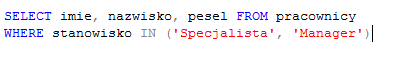 SELECT imie, nazwisko, pesel FROM pracownicy
WHERE stanowisko IN ('Specjalista', 'Manager')